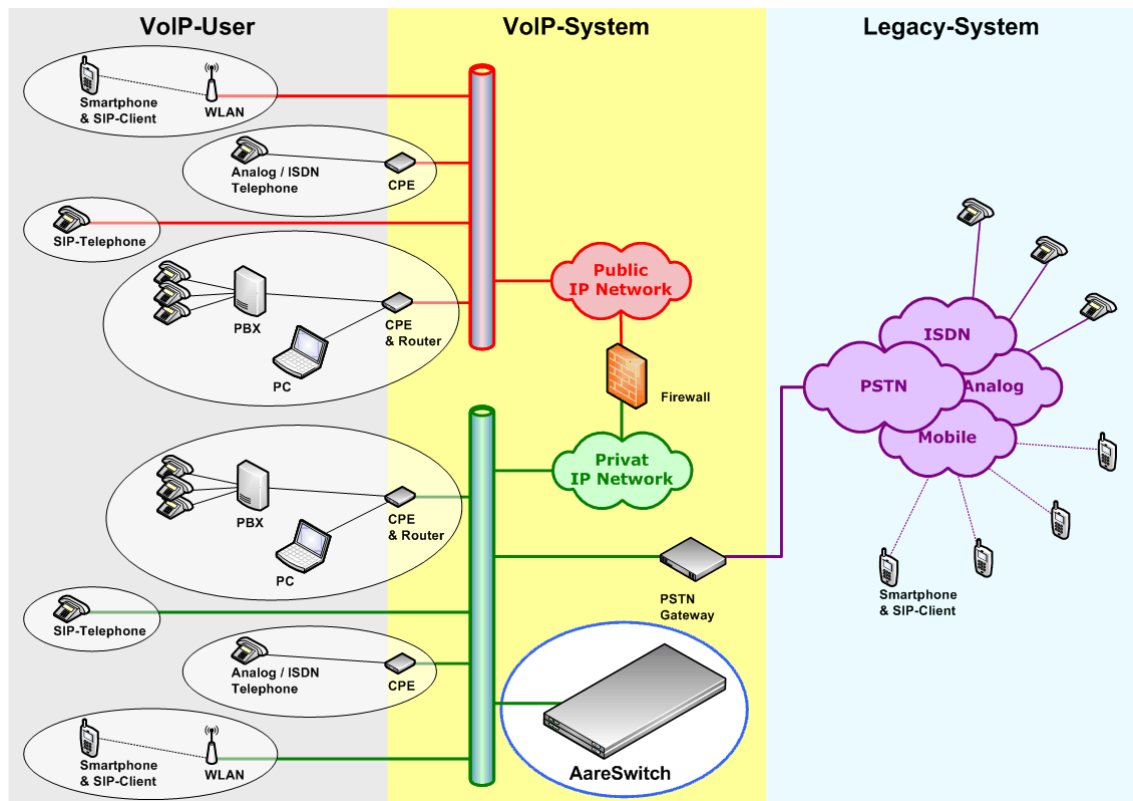 VoIP-User
VoIP-System
Legacy-System
Smartphone
& SIP-Client
WLAN
Analog / ISDN
Telephone
CPE
SIP-Telephone
PBX
PC
CPE
& Router
Public
IP Network
Firewall
Privat
IP Network
ISDN
PSTN
Analog
Mobile
PBX
PC
CPE
& Router
PSTN
Gateway
Smartphone
& SIP-Client
SIP-Telephone
Analog / ISDN
Telephone
CPE
Smartphone
& SIP-Client
WLAN
AareSwitch